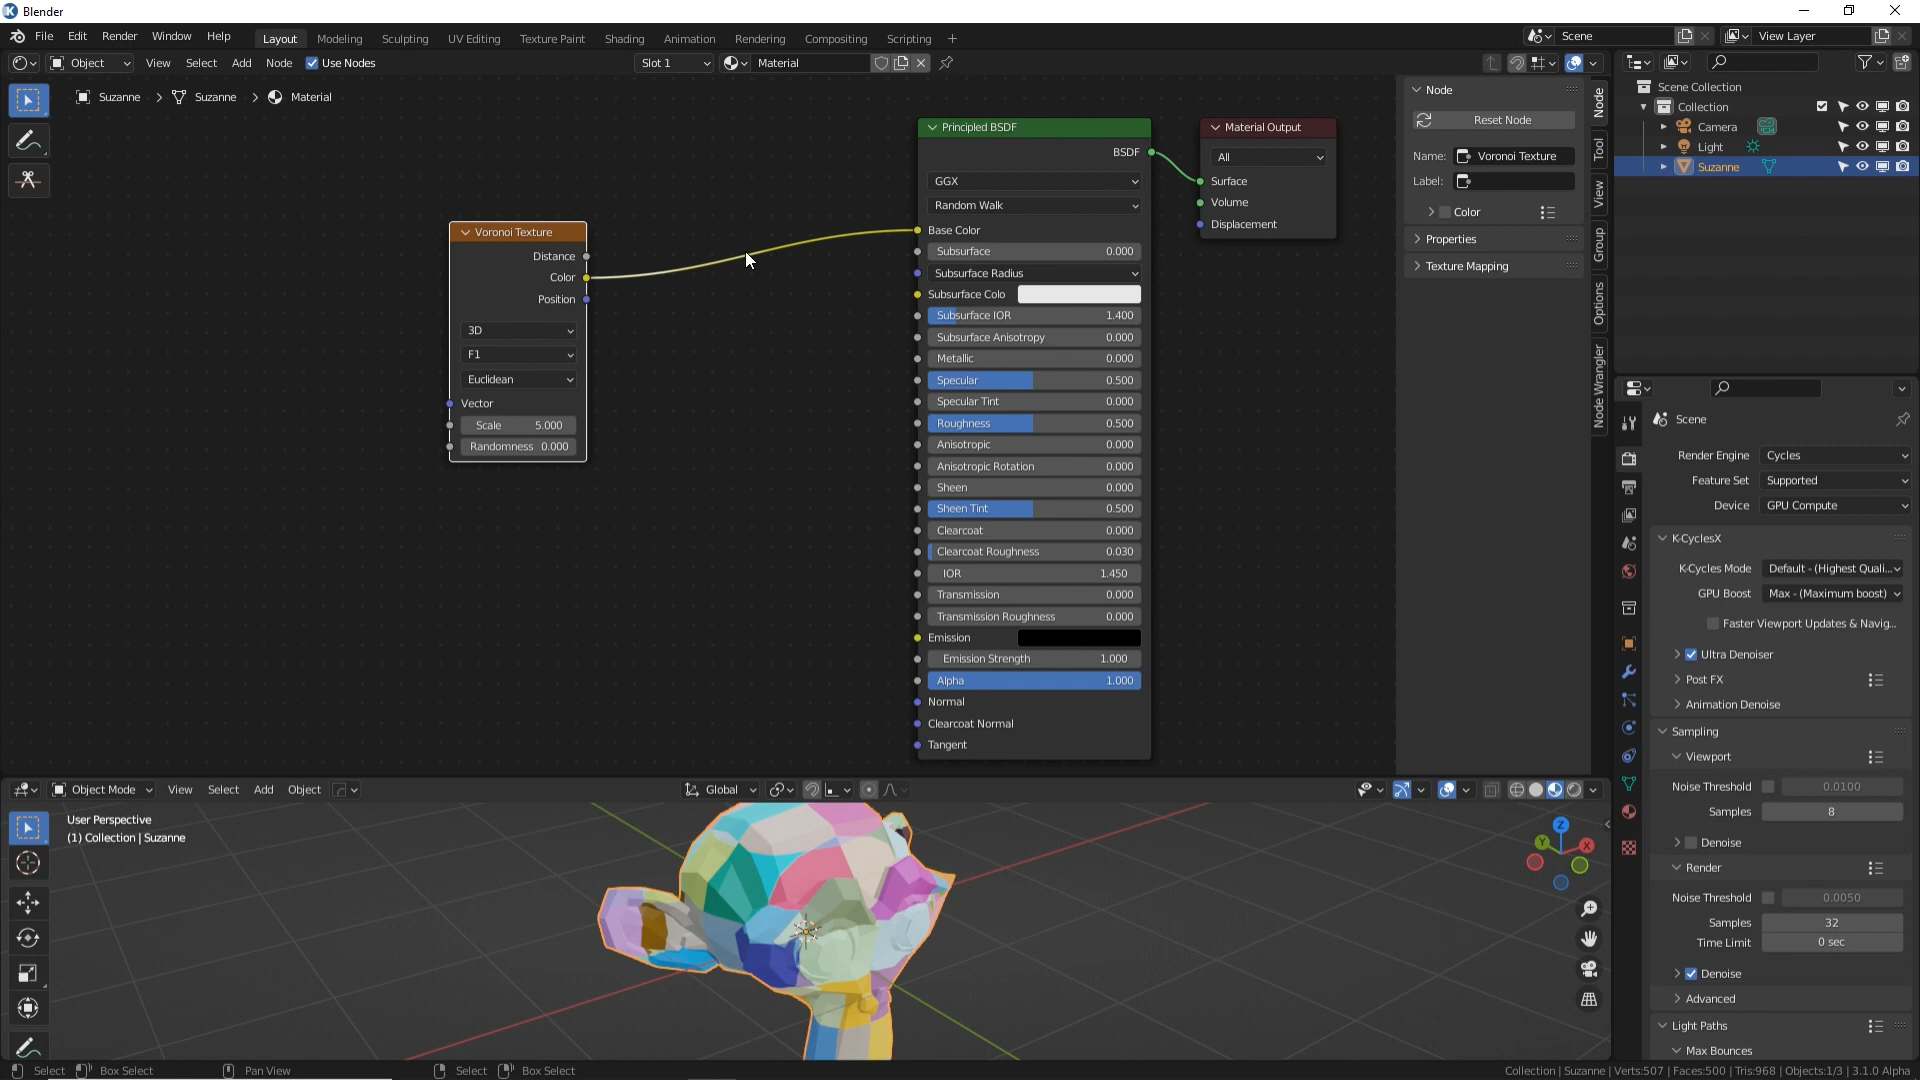 Blender
File Edit Render Window Help Layout Modeling Sculpting UV Editing Texture Paint Shading Animation Rendering Compositing Scripting + Scene View Layer
Object View Select Add Node Use Nodes Slot 1 Material
Suzanne > Suzanne > Material
Voronoi Texture
Distance
Color
Position
3D
F1
Euclidean
Vector
Scale 5.000
Randomness 0.000
Principled BSDF
BSDF
GGX
Random Walk
Base Color
Subsurface 0.000
Subsurface Radius
Subsurface Colo
Subsurface IOR 1.400
Subsurface Anisotropy 0.000
Metallic 0.000
Specular 0.500
Specular Tint 0.000
Roughness 0.500
Anisotropic 0.000
Anisotropic Rotation 0.000
Sheen 0.000
Sheen Tint 0.500
Clearcoat 0.000
Clearcoat Roughness 0.030
IOR 1.450
Transmission 0.000
Transmission Roughness 0.000
Emission
Emission Strength 1.000
Alpha 1.000
Normal
Clearcoat Normal
Tangent
Material Output
All
Surface
Volume
Displacement
Node
Reset Node
Name: Voronoi Texture
Label:
Color
Properties
Texture Mapping
Node
Tool
View
Group
Options
Node Wrangler
Scene Collection
Collection
Camera
Light
Suzanne
Scene
Render Engine Cycles
Feature Set Supported
Device GPU Compute
K-CyclesX
K-Cycles Mode Default - (Highest Quali...
GPU Boost Max - (Maximum boost)
Faster Viewport Updates & Navig...
Ultra Denoiser
Post FX
Animation Denoise
Sampling
Viewport
Noise Threshold 0.0100
Samples 8
Denoise
Render
Noise Threshold 0.0050
Samples 32
Time Limit 0 sec
Denoise
Advanced
Light Paths
Max Bounces
Object Mode View Select Add Object Global
User Perspective
(1) Collection | Suzanne
Z
Y
X
Select Box Select Pan View Select Box Select Collection | Suzanne | Verts:507 | Faces:500 | Tris:968 | Objects:1/3 | 3.1.0 Alpha